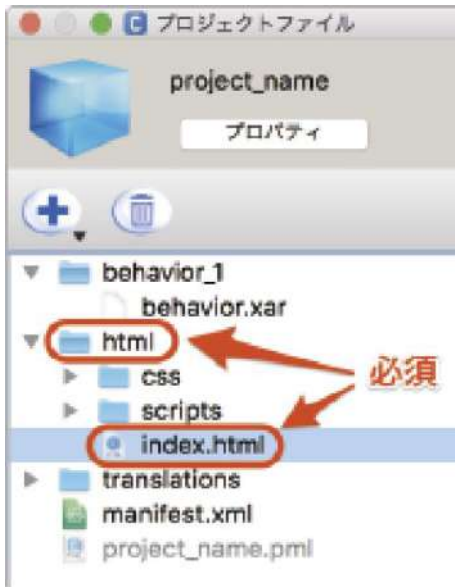 プロジェクトファイル
project_name
プロパティ
behavior_1
behavior.xar
html
必須
css
scripts
index.html
translations
manifest.xml
project_name.pml